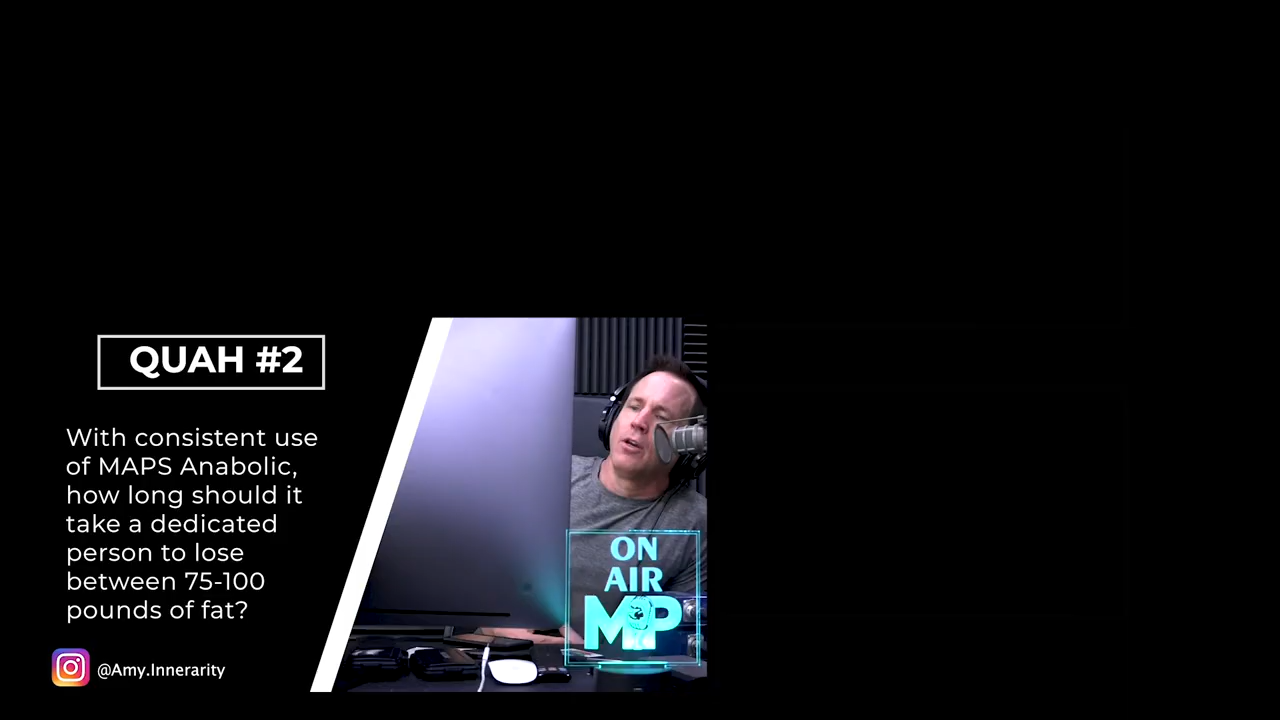 QUAH #2
With consistent use
of MAPS Anabolic,
how long should it
take a dedicated
person to lose
between 75-100
pounds of fat?
@Amy.Innerarity
ON
AIR
MP